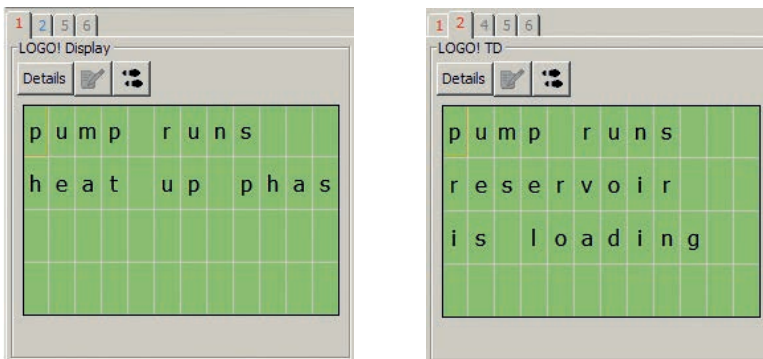 1 2 5 6
LOGO! Display
Details
pump runs
heat up phas
1 2 4 5 6
LOGO! TD
Details
pump runs
reservoir
is loading